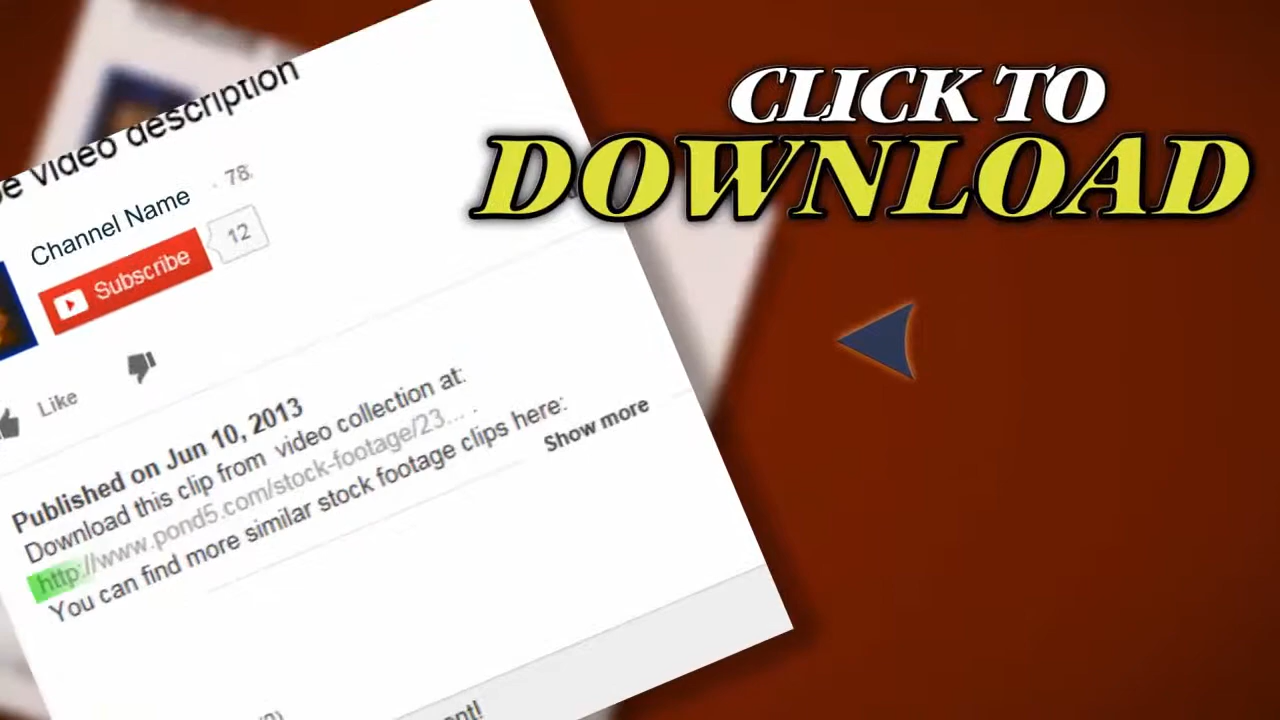 video description
Channel Name
78
Subscribe
12
Like
Published on Jun 10, 2013
Download this clip from video collection at:
http://www.pond5.com/stock-footage/23... .
You can find more similar stock footage clips here:
Show more
CLICK TO
DOWNLOAD